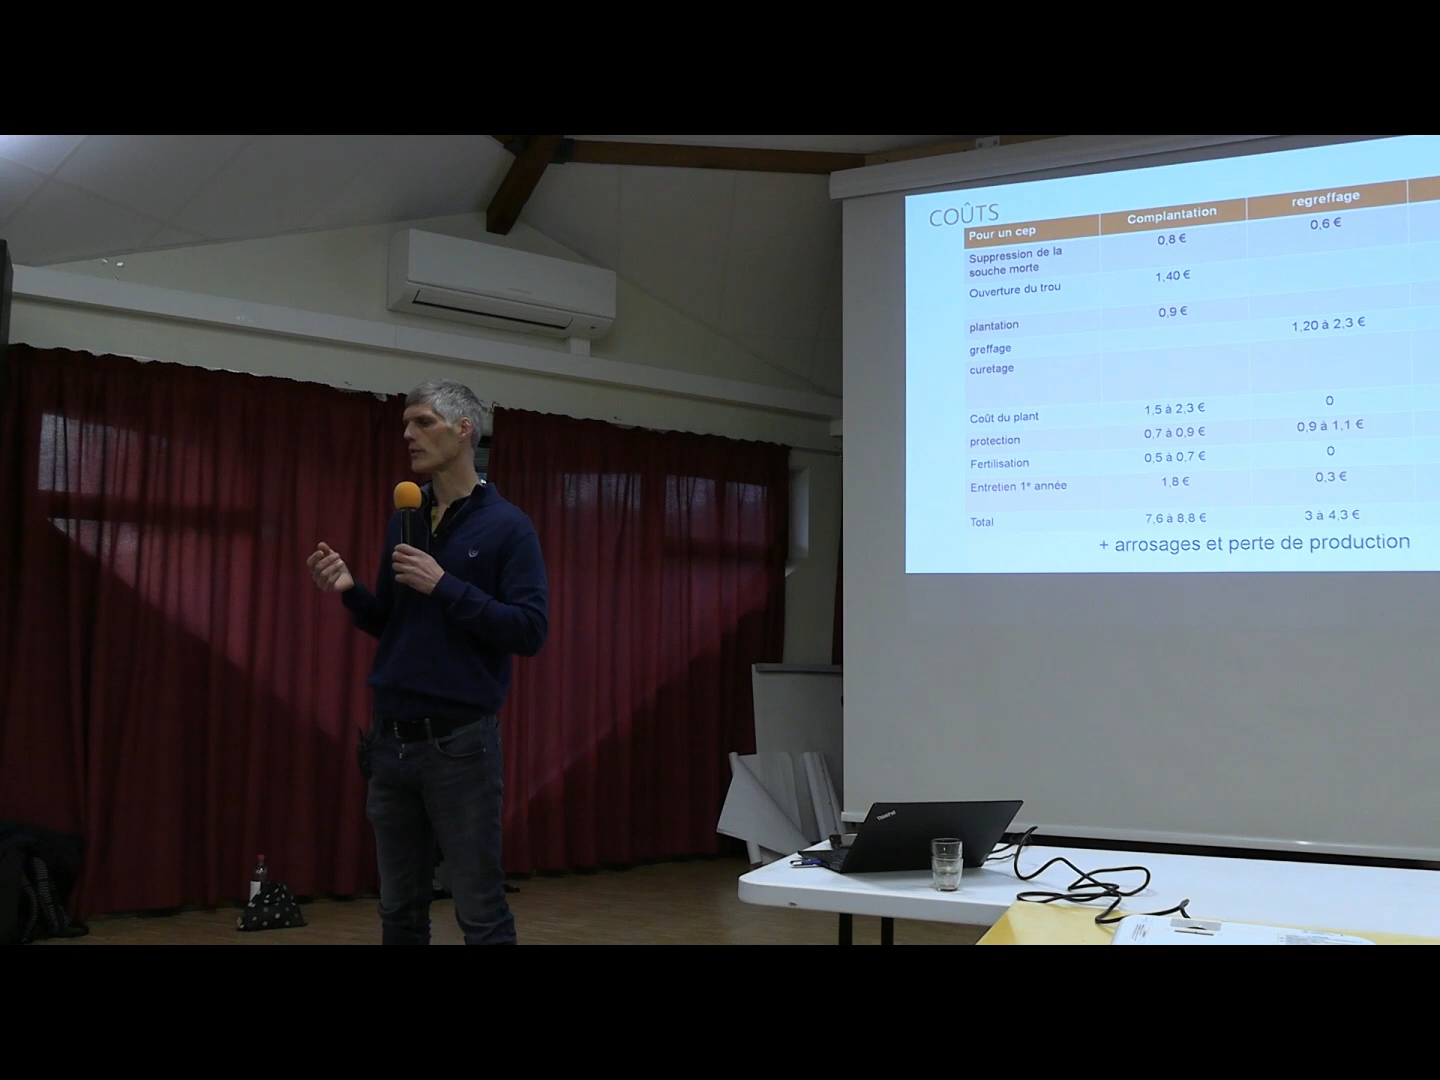 COÛTS
Pour un cep Complantation regreffage
Suppression de la souche morte 0,8 € 0,6 €
Ouverture du trou 1,40 €
plantation 0,9 €
greffage 1,20 à 2,3 €
curetage
Coût du plant 1,5 à 2,3 € 0
protection 0,7 à 0,9 € 0,9 à 1,1 €
Fertilisation 0,5 à 0,7 € 0
Entretien 1e année 1,8 € 0,3 €
Total 7,6 à 8,8 € 3 à 4,3 €
+ arrosages et perte de production
ThinkPad